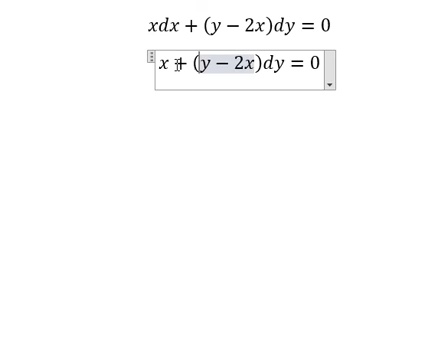 xdx + (y − 2x)dy = 0
x + (y − 2x)dy = 0